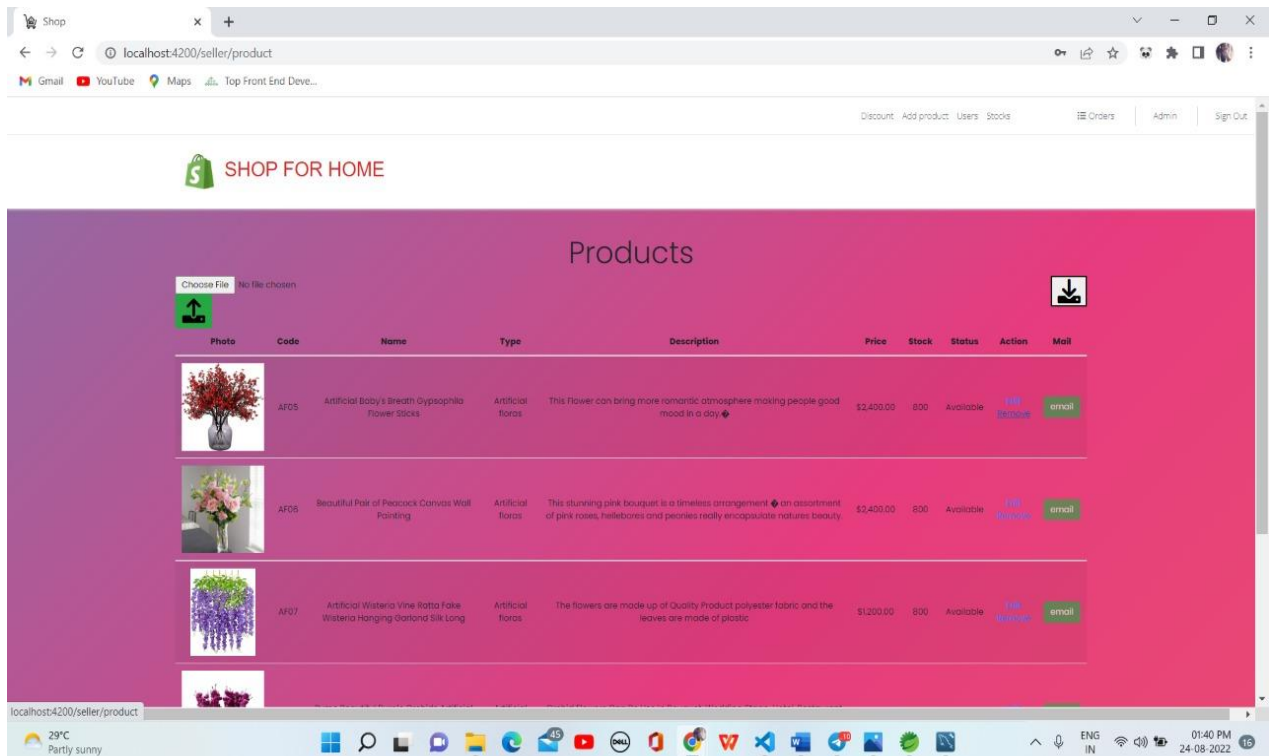 Shop
localhost:4200/seller/product
Gmail YouTube Maps Top Front End Deve...
Discount Add product Users Stocks Orders Admin Sign Out
SHOP FOR HOME
Products
Choose File No file chosen
Photo Code Name Type Description Price Stock Status Action Mail
Artificial Baby's Breath Gypsophila Flower Sticks
AF05
Artificial floras
This Flower can bring more romantic atmosphere making people good mood in a day.�
$2,400.00 800 Available Edit Remove email
AF06
Beautiful Pair of Peacock Canvas Wall Painting
Artificial floras
This stunning pink bouquet is a timeless arrangement � an assortment of pink roses, hellebores and peonies really encapsulate natures beauty.
$2,400.00 800 Available Edit Remove email
AF07
Artificial Wisteria Vine Ratta Fake Wisteria Hanging Garland Silk Long
Artificial floras
The flowers are made up of Quality Product polyester fabric and the leaves are made of plastic
$1,200.00 800 Available Edit Remove email
localhost:4200/seller/product
29°C
Partly sunny
45
DELL
10
ENG
IN
01:40 PM
24-08-2022
16